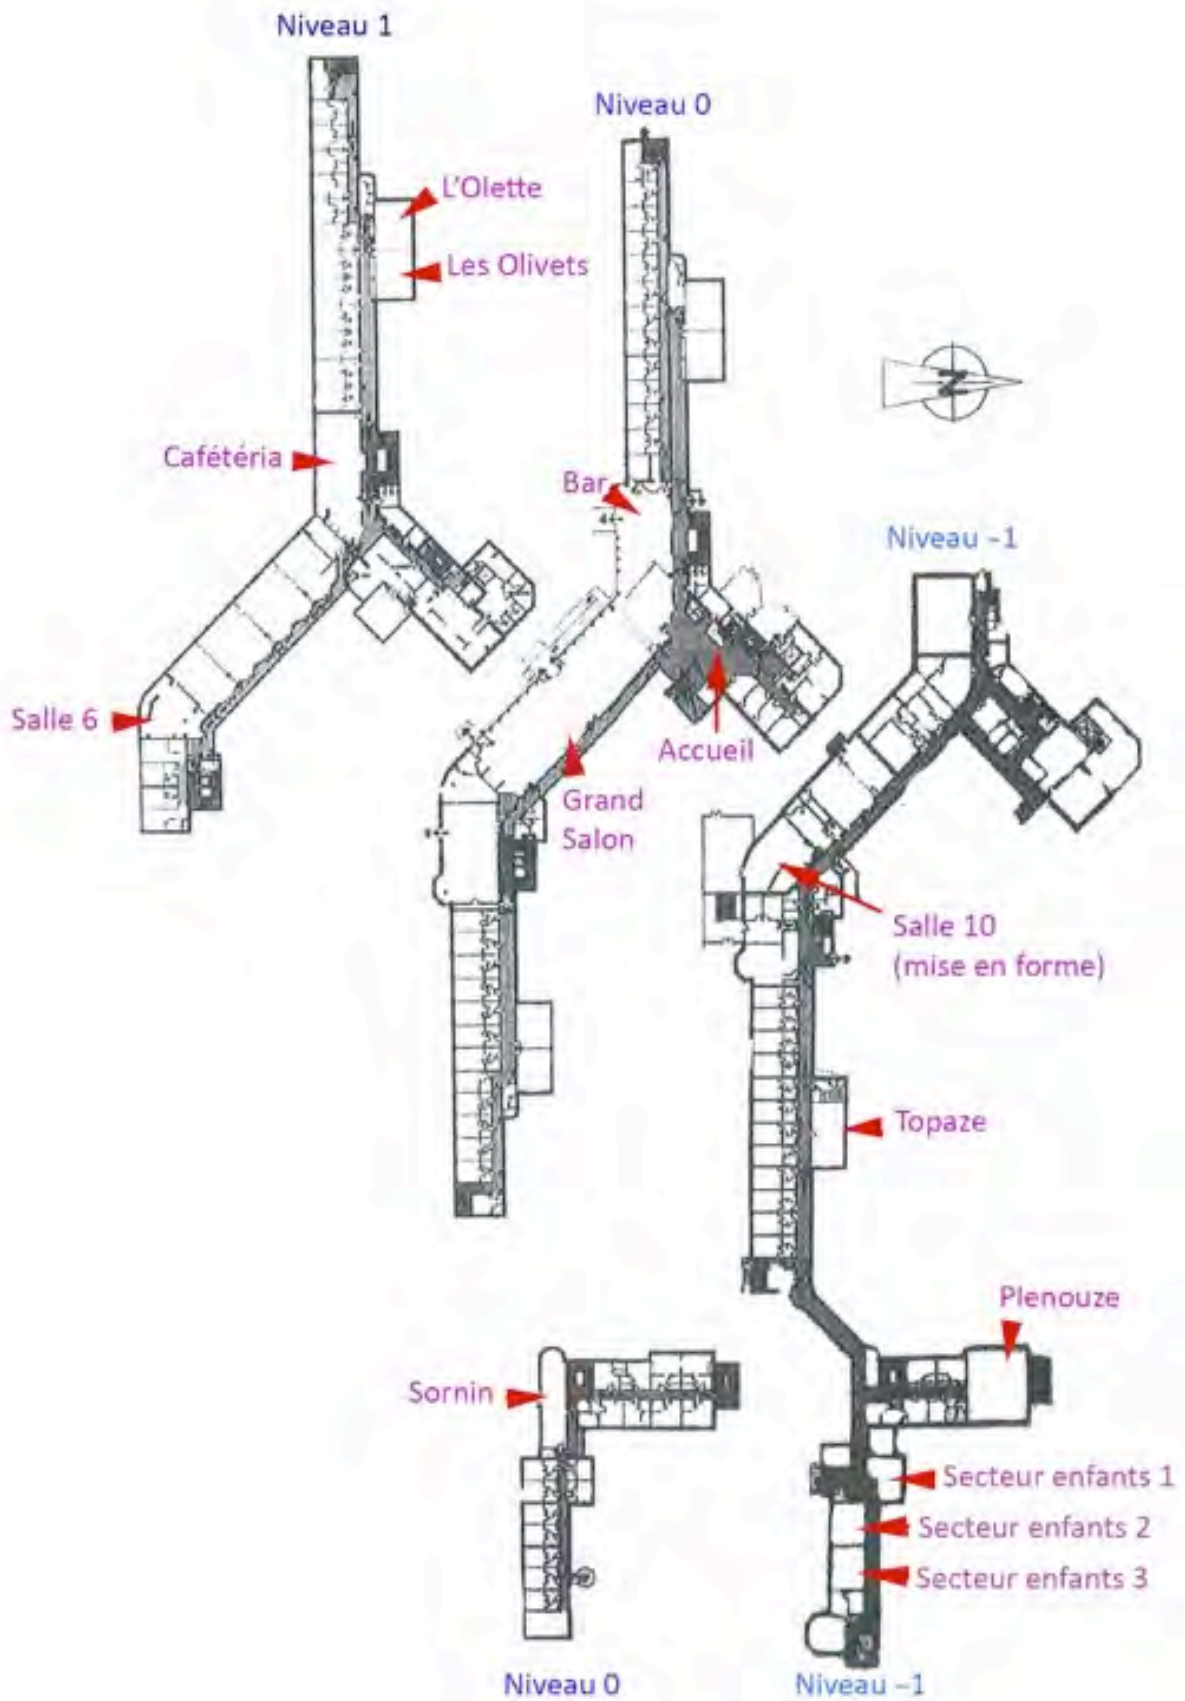 Niveau 1
Niveau 0
L'Olette
Les Olivets
N
Cafétéria
Bar
Niveau –1
Salle 6
Accueil
Grand
Salon
Salle 10
(mise en forme)
Topaze
Plenouze
Sornin
Secteur enfants 1
Secteur enfants 2
Secteur enfants 3
Niveau 0
Niveau –1